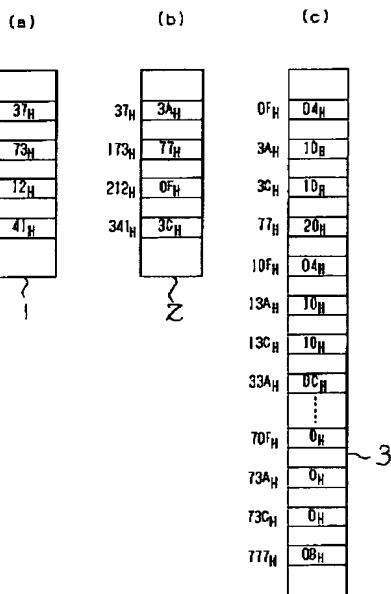 (a)
37H
73H
12H
41H
1
(b)
37H 3AH
173H 77H
212H 0FH
341H 3CH
2
(c)
0FH 04H
3AH 10H
3CH 10H
77H 20H
10FH 04H
13AH 10H
13CH 10H
33AH 0CH
70FH 0H
3
73AH 0H
73CH 0H
777H 08H